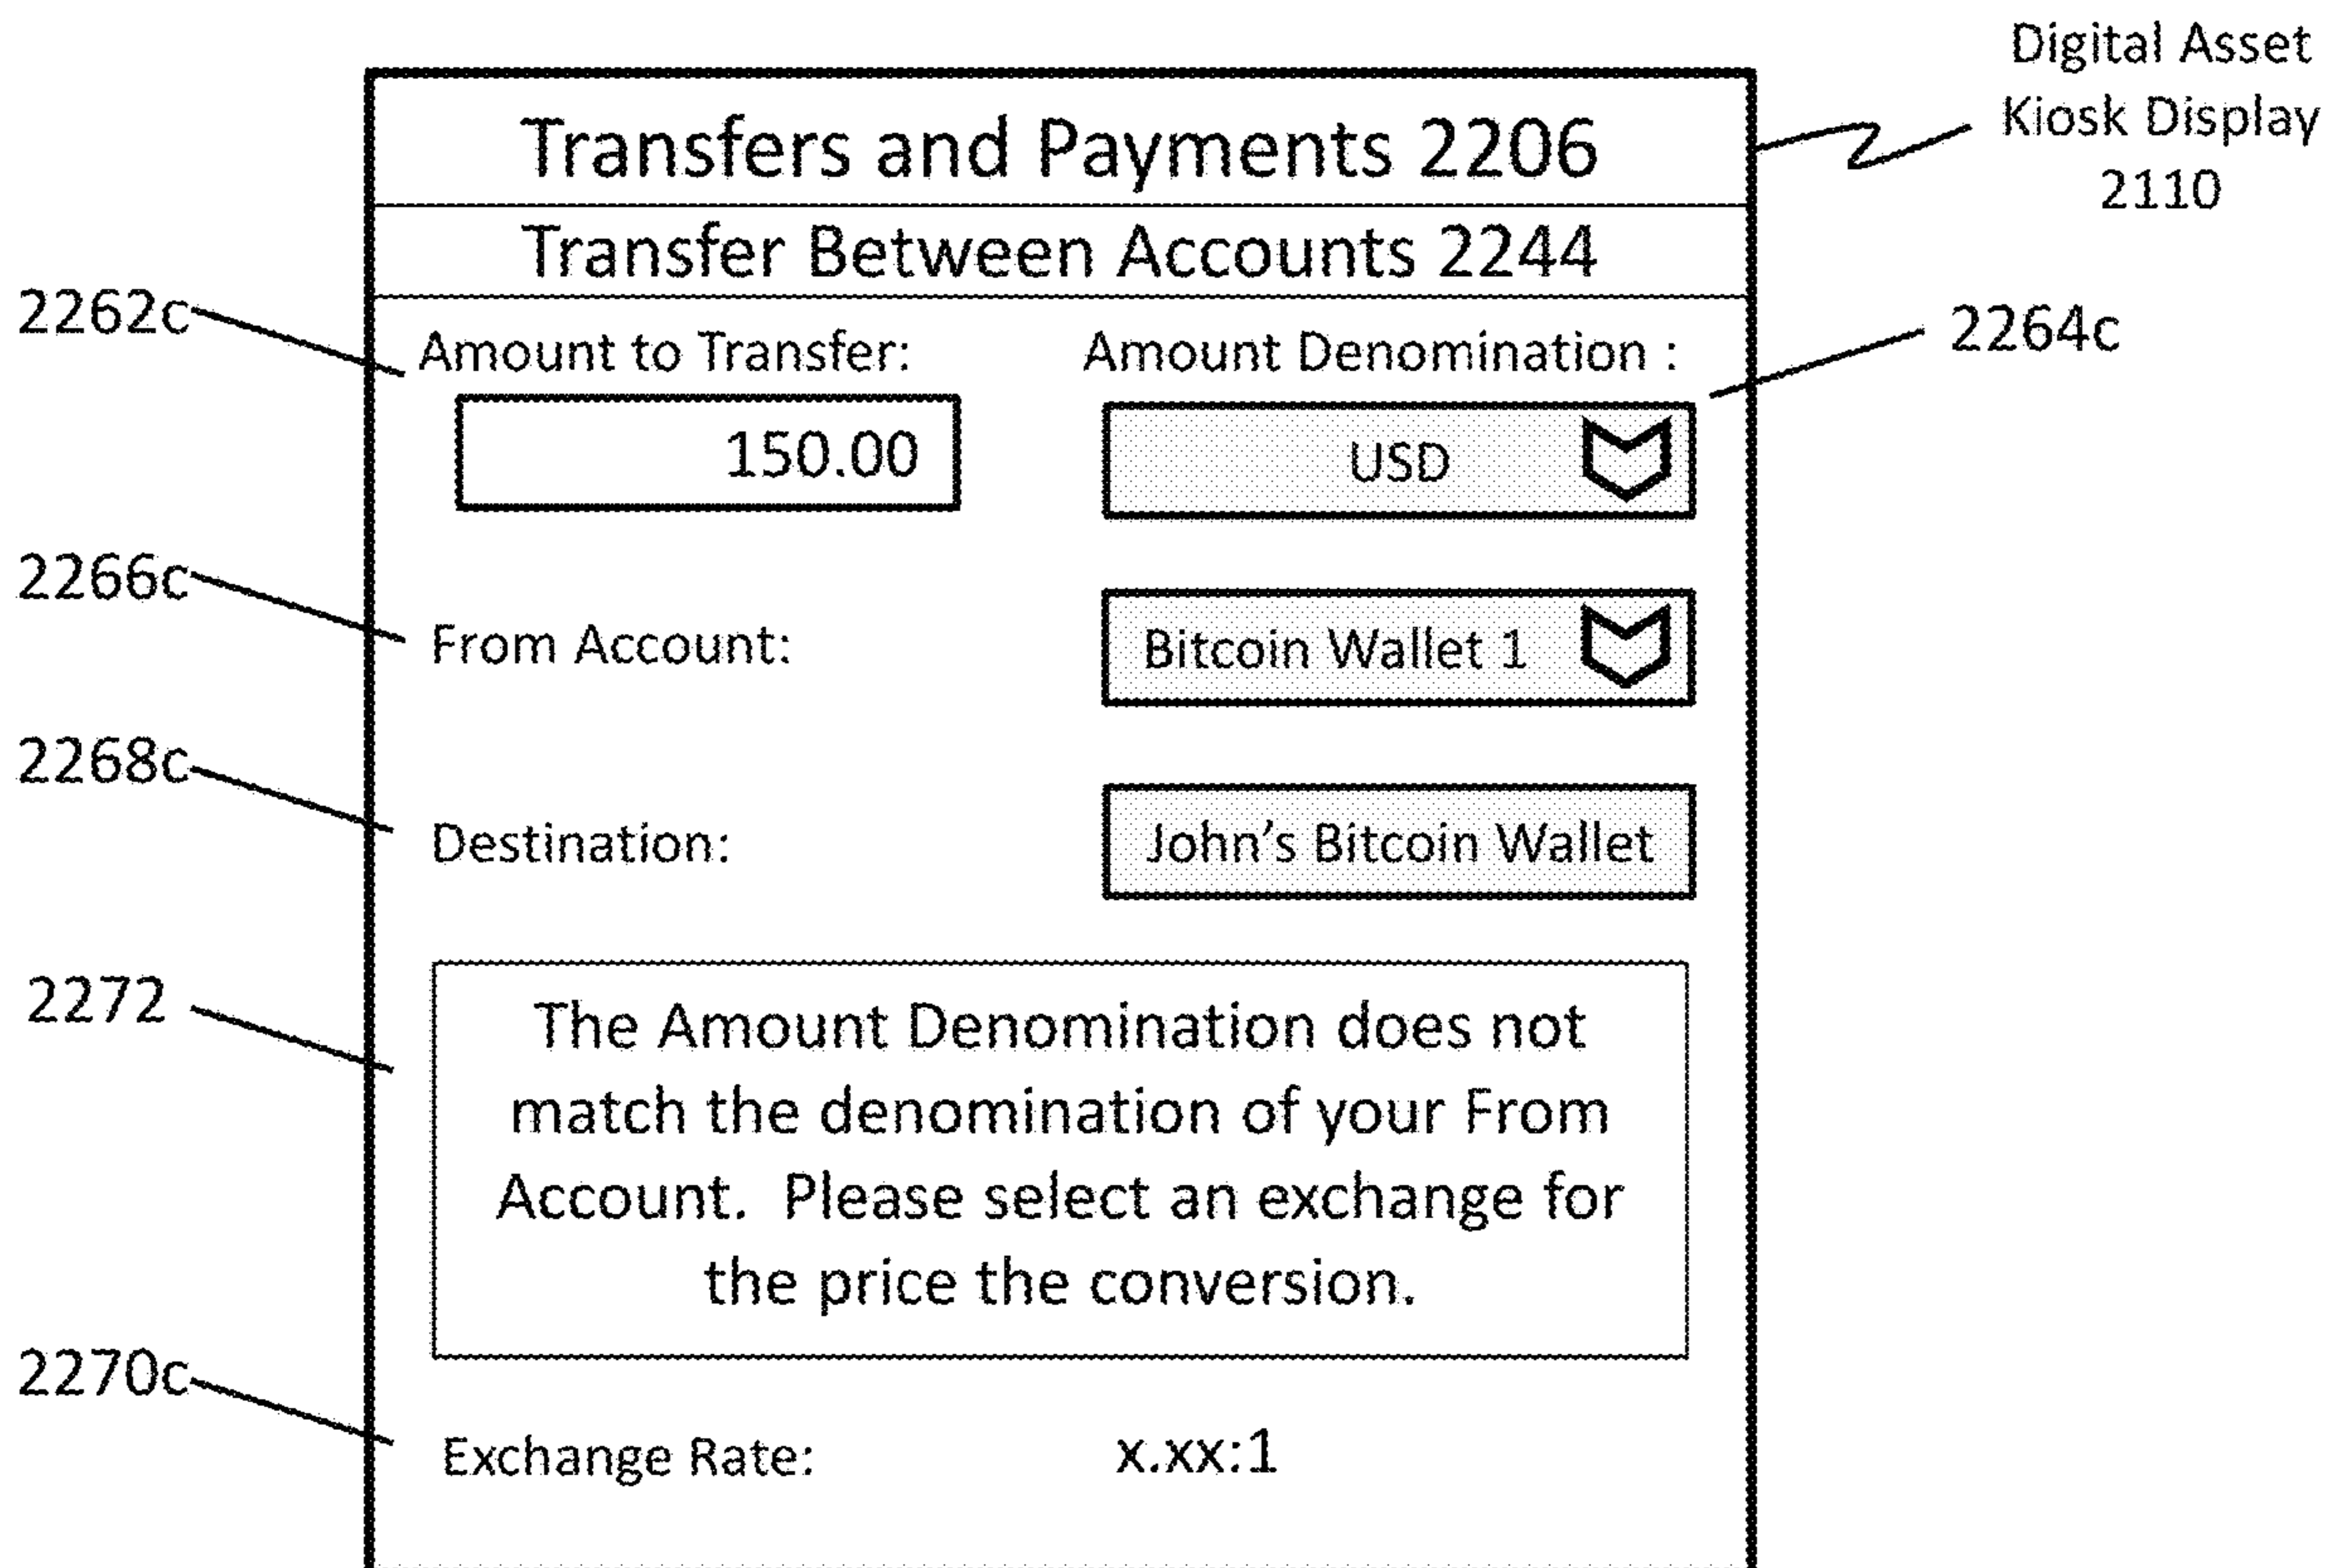 Digital Asset
Kiosk Display
2110
Transfers and Payments 2206
Transfer Between Accounts 2244
2262c
2264c
Amount to Transfer:
Amount Denomination :
150.00
USD
2266c
From Account:
Bitcoin Wallet 1
2268c
Destination:
John’s Bitcoin Wallet
2272
The Amount Denomination does not
match the denomination of your From
Account.  Please select an exchange for
the price the conversion.
2270c
Exchange Rate:
x.xx:1